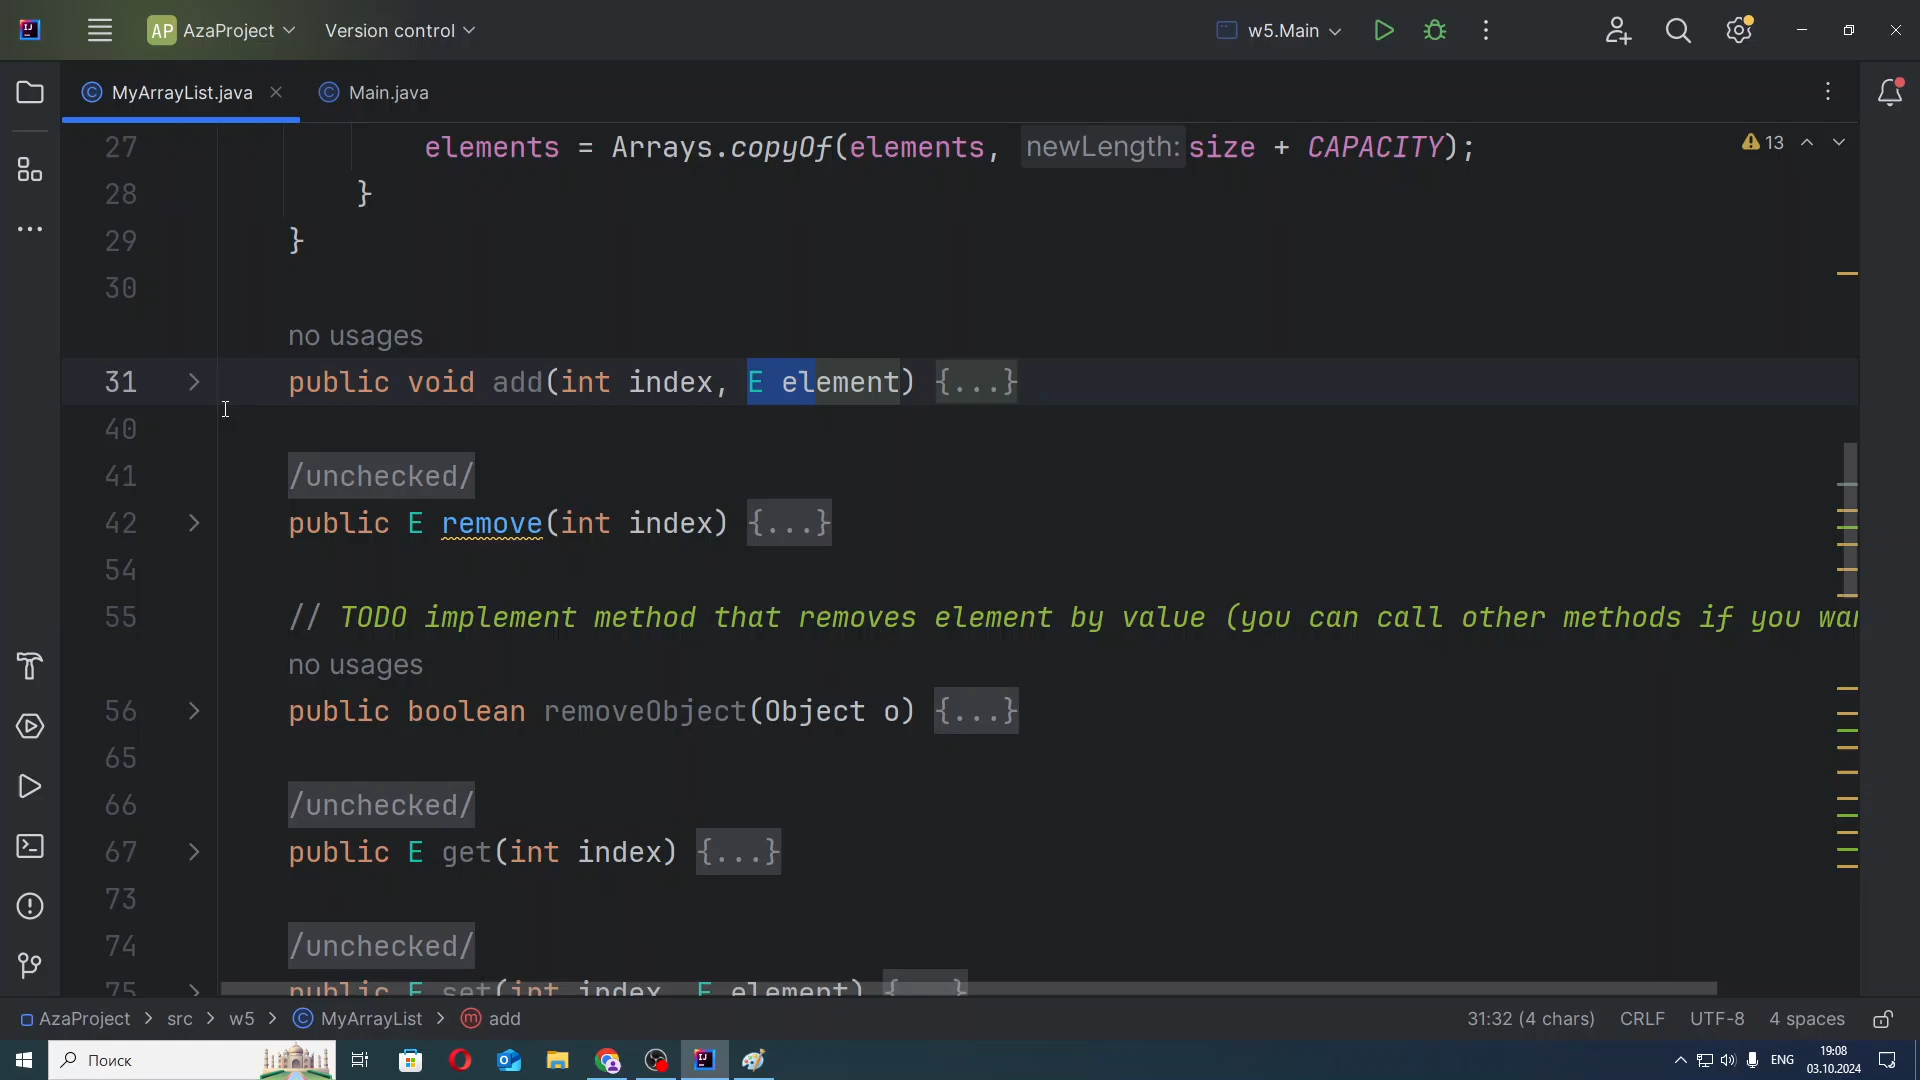 AP AzaProject Version control w5.Main
MyArrayList.java Main.java
27 elements = Arrays.copyOf(elements, newLength: size + CAPACITY); 13
28 }
29 }
30
no usages
31 public void add(int index, E element) {...}
40
41 /unchecked/
42 public E remove(int index) {...}
54
55 // TODO implement method that removes element by value (you can call other methods if you wan
no usages
56 public boolean removeObject(Object o) {...}
65
66 /unchecked/
67 public E get(int index) {...}
73
74 /unchecked/
75 public E set(int index, E element) {...}
AzaProject > src > w5 > MyArrayList > add 31:32 (4 chars) CRLF UTF-8 4 spaces
Поиск ENG 19:08
03.10.2024